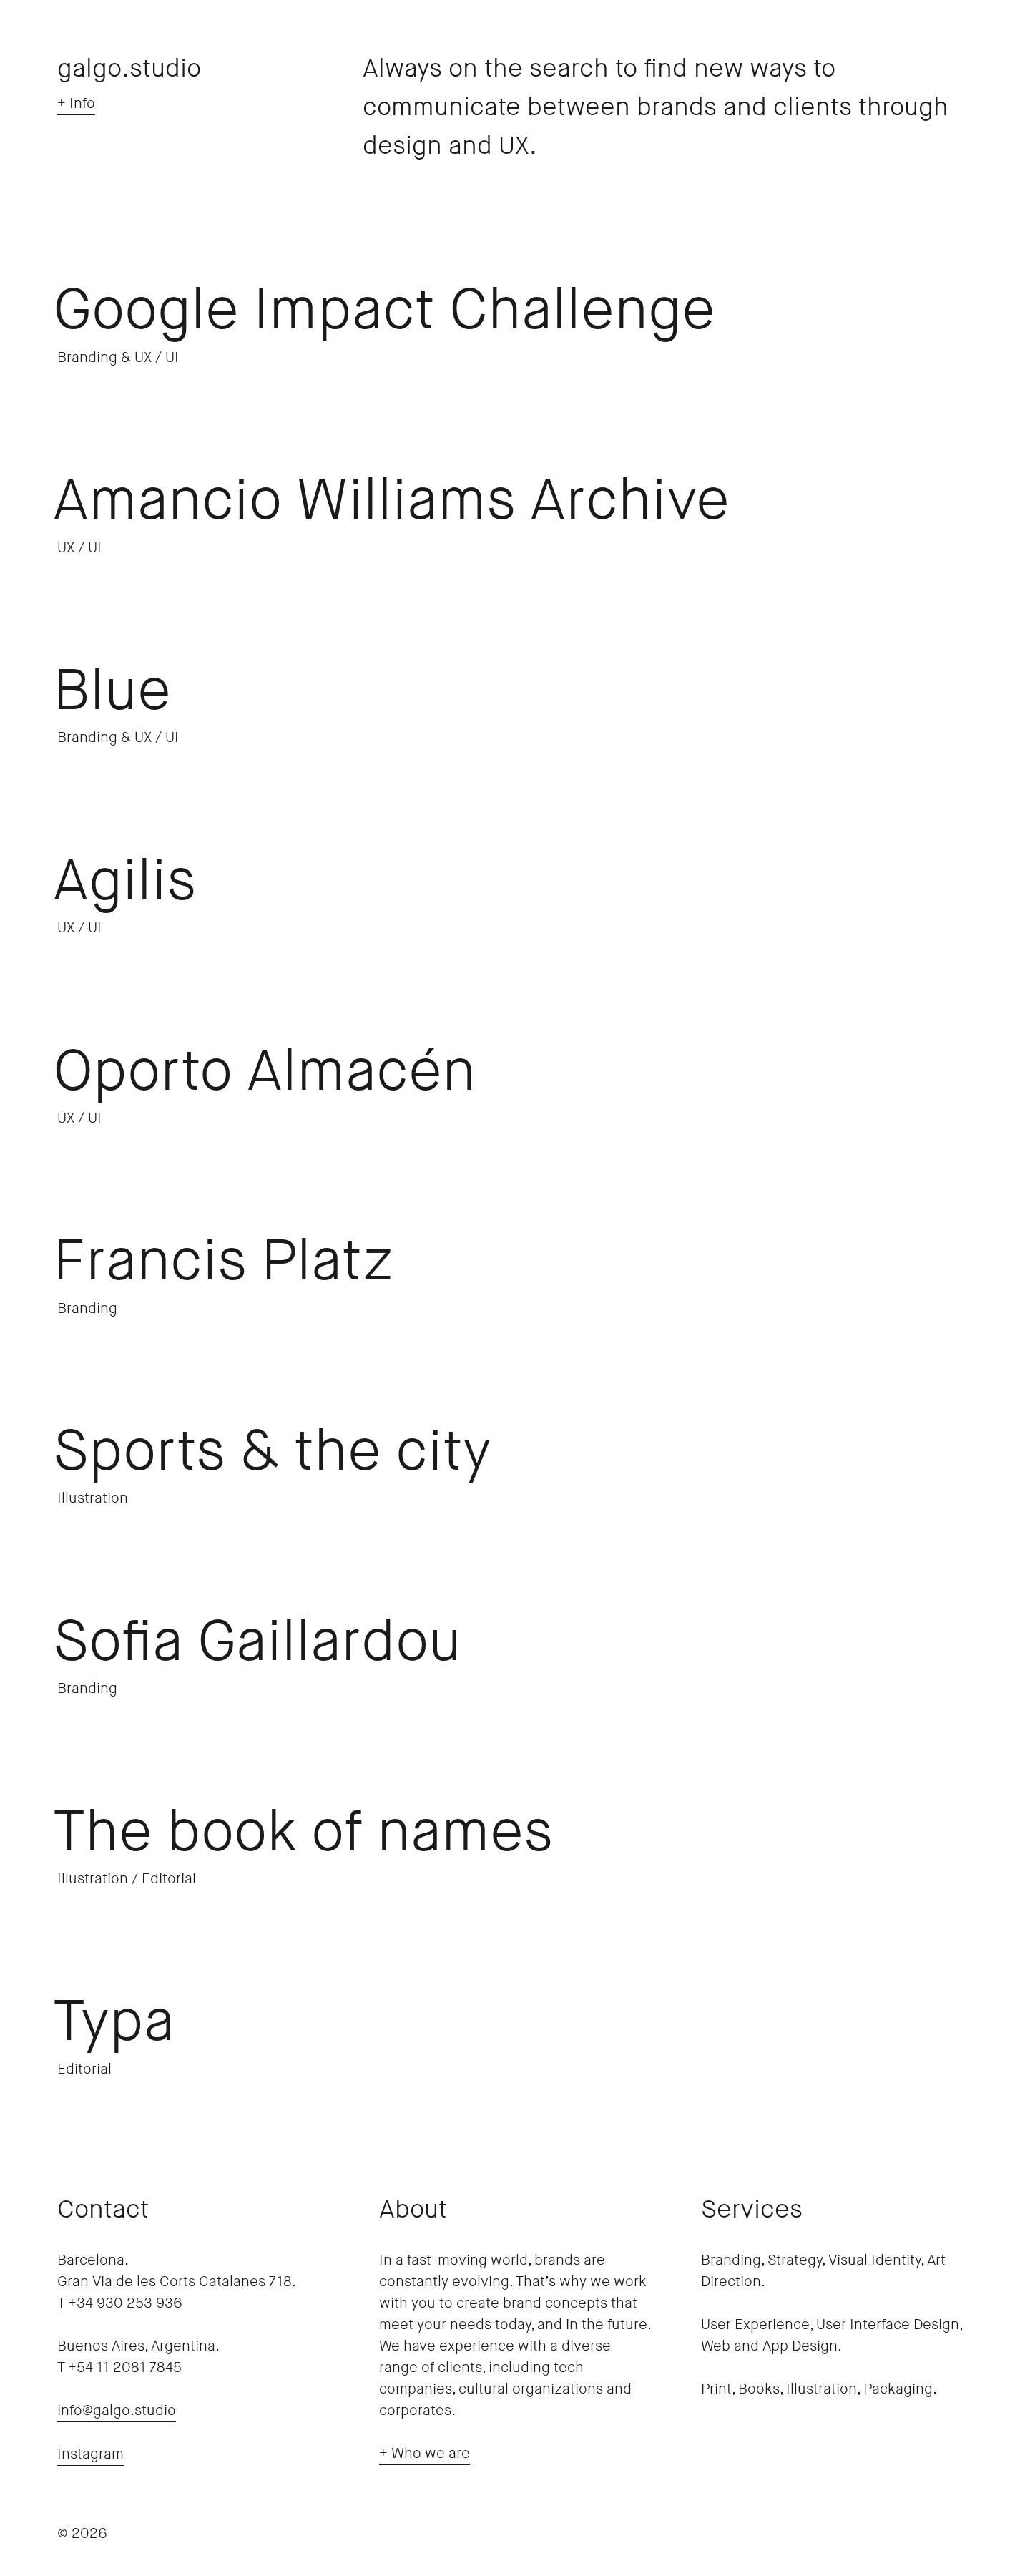 galgo.studio
+ Info
Always on the search to find new ways to
communicate between brands and clients through
design and UX.
Google Impact Challenge
Branding & UX / UI
Amancio Williams Archive
UX / UI
Blue
Branding & UX / UI
Agilis
UX / UI
Oporto Almacén
UX / UI
Francis Platz
Branding
Sports & the city
Illustration
Sofia Gaillardou
Branding
The book of names
Illustration / Editorial
Typa
Editorial
Contact
Barcelona.
Gran Via de les Corts Catalanes 718.
T +34 930 253 936
Buenos Aires, Argentina.
T +54 11 2081 7845
info@galgo.studio
Instagram
About
In a fast-moving world, brands are
constantly evolving. That’s why we work
with you to create brand concepts that
meet your needs today, and in the future.
We have experience with a diverse
range of clients, including tech
companies, cultural organizations and
corporates.
+ Who we are
Services
Branding, Strategy, Visual Identity, Art
Direction.
User Experience, User Interface Design,
Web and App Design.
Print, Books, Illustration, Packaging.
© 2026